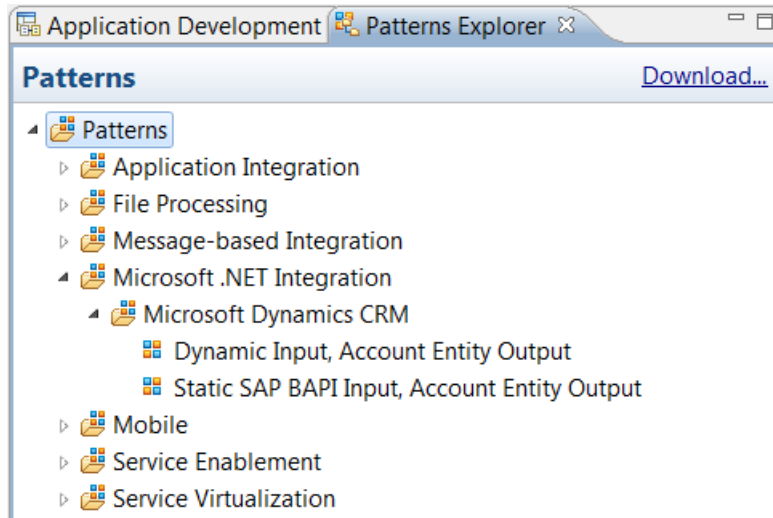 Application Development Patterns Explorer
Patterns Download...
Patterns
Application Integration
File Processing
Message-based Integration
Microsoft .NET Integration
Microsoft Dynamics CRM
Dynamic Input, Account Entity Output
Static SAP BAPI Input, Account Entity Output
Mobile
Service Enablement
Service Virtualization